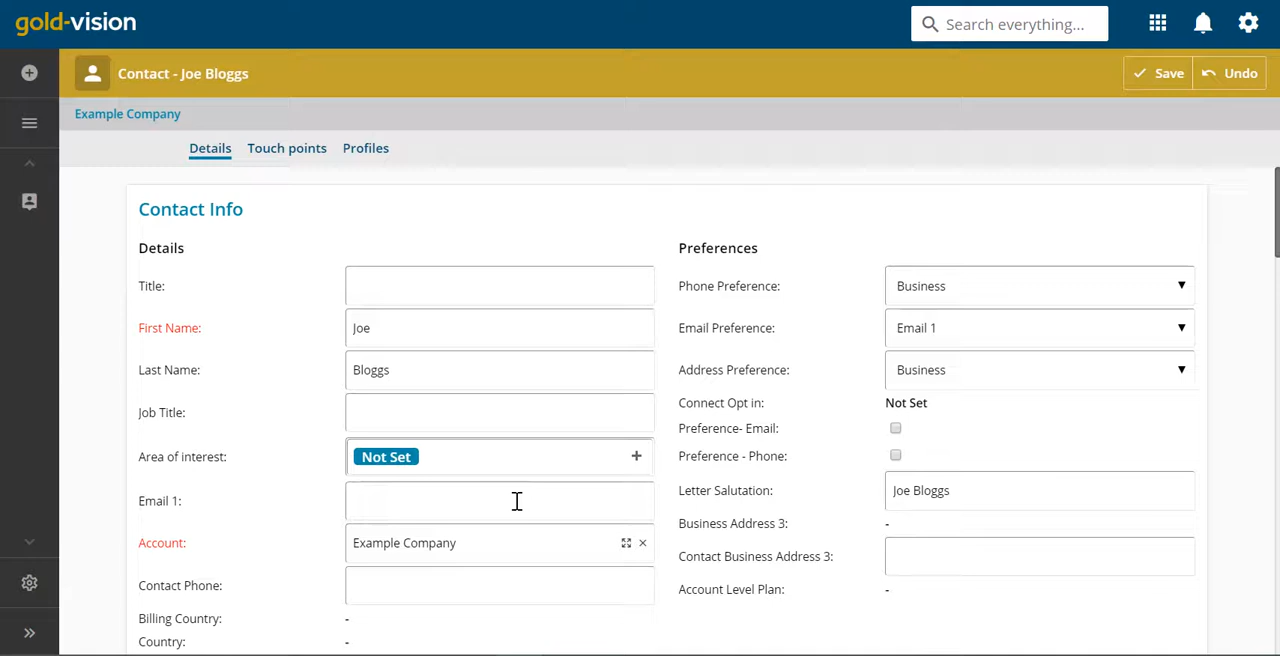 gold-vision
Search everything...
Contact - Joe Bloggs
Save
Undo
Example Company
Details
Touch points
Profiles
Contact Info
Details
Title:
First Name:
Joe
Last Name:
Bloggs
Job Title:
Area of interest:
Not Set
+
Email 1:
Account:
Example Company
×
Contact Phone:
Billing Country:
-
Country:
-
Preferences
Phone Preference:
Business
Email Preference:
Email 1
Address Preference:
Business
Connect Opt in:
Not Set
Preference- Email:
Preference - Phone:
Letter Salutation:
Joe Bloggs
Business Address 3:
-
Contact Business Address 3:
Account Level Plan:
-